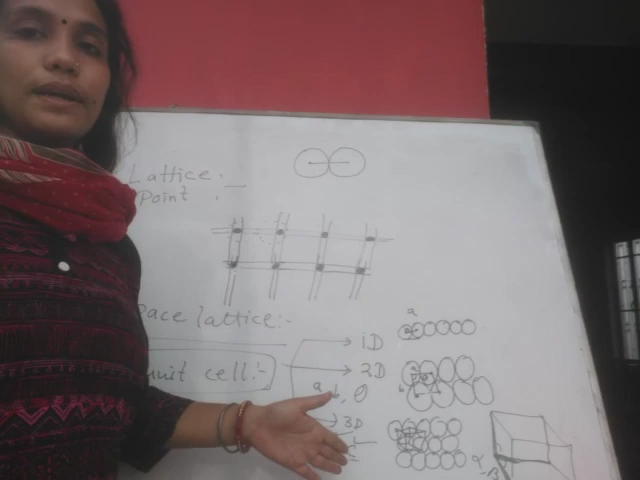 Lattice
Point. —
pace lattice:-
a
1D
unit cell:-
2D
a, b, θ
3D
α
β